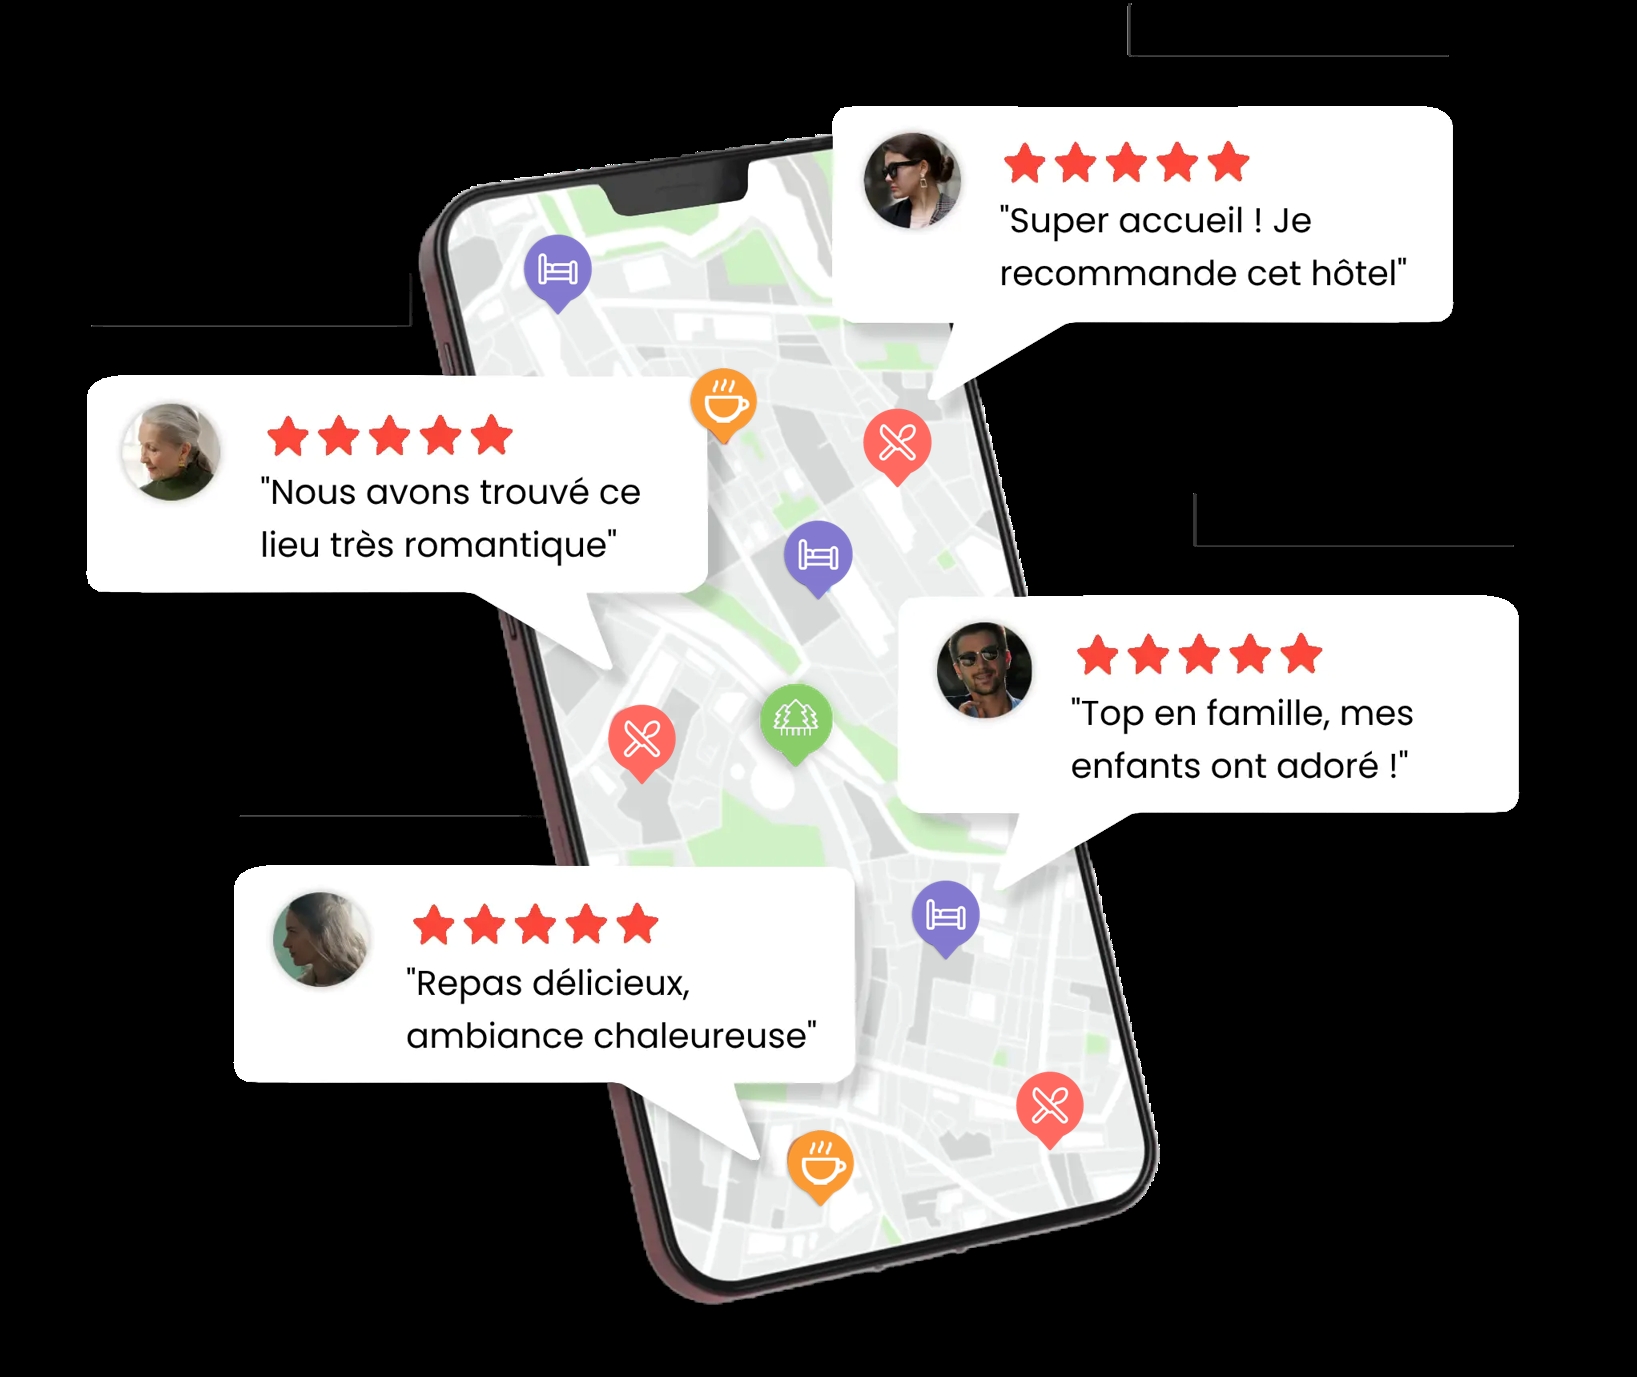 "Super accueil ! Je
recommande cet hôtel"
"Nous avons trouvé ce
lieu très romantique"
"Top en famille, mes
enfants ont adoré !"
"Repas délicieux,
ambiance chaleureuse"